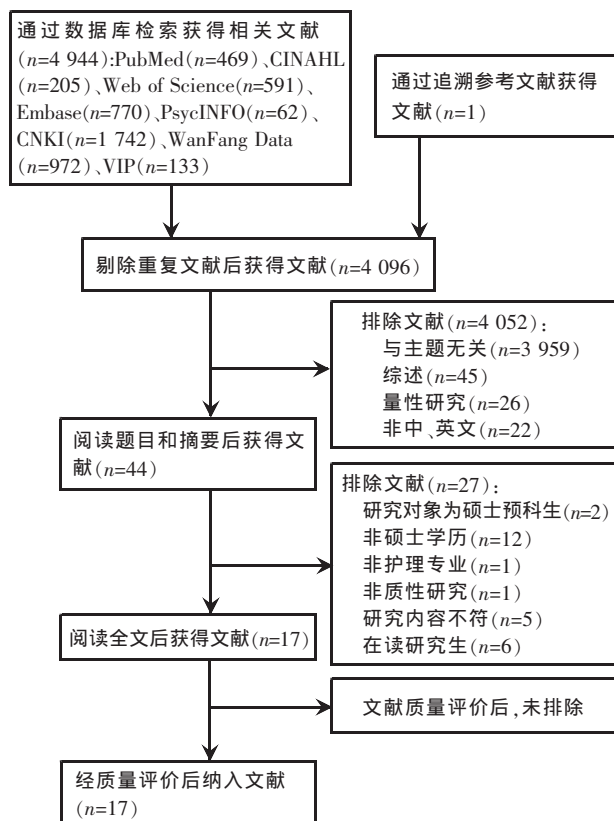 通过数据库检索获得相关文献
(n=4 944):PubMed(n=469)、CINAHL
(n=205)、Web of Science(n=591)、
Embase(n=770)、PsycINFO(n=62)、
CNKI(n=1 742)、WanFang Data
(n=972)、VIP(n=133)
通过追溯参考文献获得
文献(n=1)
剔除重复文献后获得文献(n=4 096)
排除文献(n=4 052):
与主题无关(n=3 959)
综述(n=45)
量性研究(n=26)
非中、英文(n=22)
阅读题目和摘要后获得文
献(n=44)
排除文献(n=27):
研究对象为硕士预科生(n=2)
非硕士学历(n=12)
非护理专业(n=1)
非质性研究(n=1)
研究内容不符(n=5)
在读研究生(n=6)
阅读全文后获得文献(n=17)
文献质量评价后,未排除
经质量评价后纳入文献
(n=17)